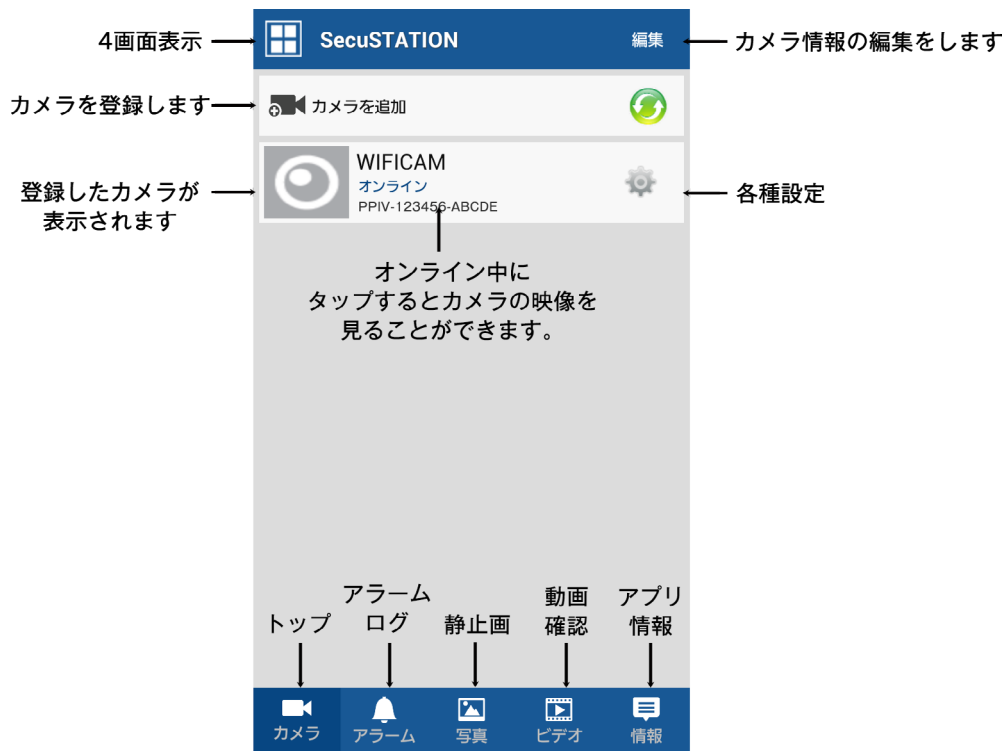 4画面表示
SecuSTATION
編集
カメラ情報の編集をします
カメラを登録します
カメラを追加
登録したカメラが
表示されます
WIFICAM
オンライン
PPIV-123456-ABCDE
各種設定
オンライン中に
タップするとカメラの映像を
見ることができます。
トップ
アラーム
ログ
静止画
動画
確認
アプリ
情報
カメラ
アラーム
写真
ビデオ
情報